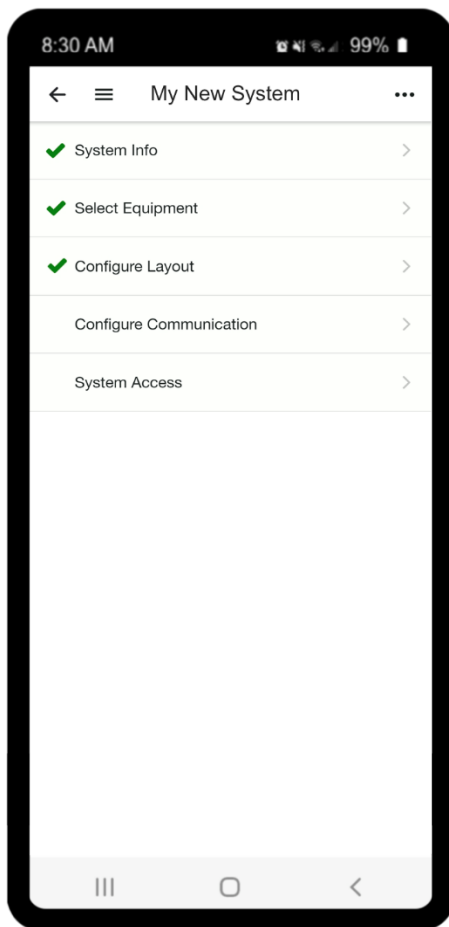 8:30 AM 99%
My New System
System Info
Select Equipment
Configure Layout
Configure Communication
System Access